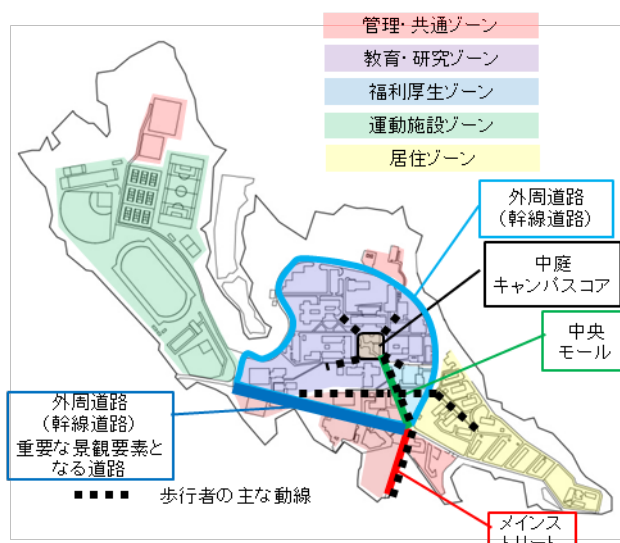 管理・共通ゾーン
教育・研究ゾーン
福利厚生ゾーン
運動施設ゾーン
居住ゾーン
外周道路
（幹線道路）
中庭
キャンパスコア
中央
モール
外周道路
（幹線道路）
重要な景観要素と
なる道路
歩行者の主な動線
メインス
トリート